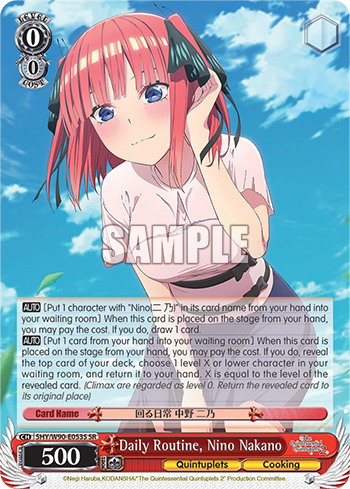 LEVEL
0
0
COST
SAMPLE
AUTO [Put 1 character with "Nino(二乃)" in its card name from your hand into
your waiting room] When this card is placed on the stage from your hand,
you may pay the cost. If you do, draw 1 card.
AUTO [Put 1 card from your hand into your waiting room] When this card is
placed on the stage from your hand, you may pay the cost. If you do, reveal
the top card of your deck, choose 1 level X or lower character in your
waiting room, and return it to your hand. X is equal to the level of the
revealed card. (Climax are regarded as level 0. Return the revealed card to
its original place)
Card Name
回る日常 中野 二乃
CH
5HY/W90-E053S SR
POWER
500
Daily Routine, Nino Nakano
The Quintessential Quintuplets 2
Quintuplets
Cooking
©Negi Haruba,KODANSHA/"The Quintessential Quintuplets 2" Production Committee.